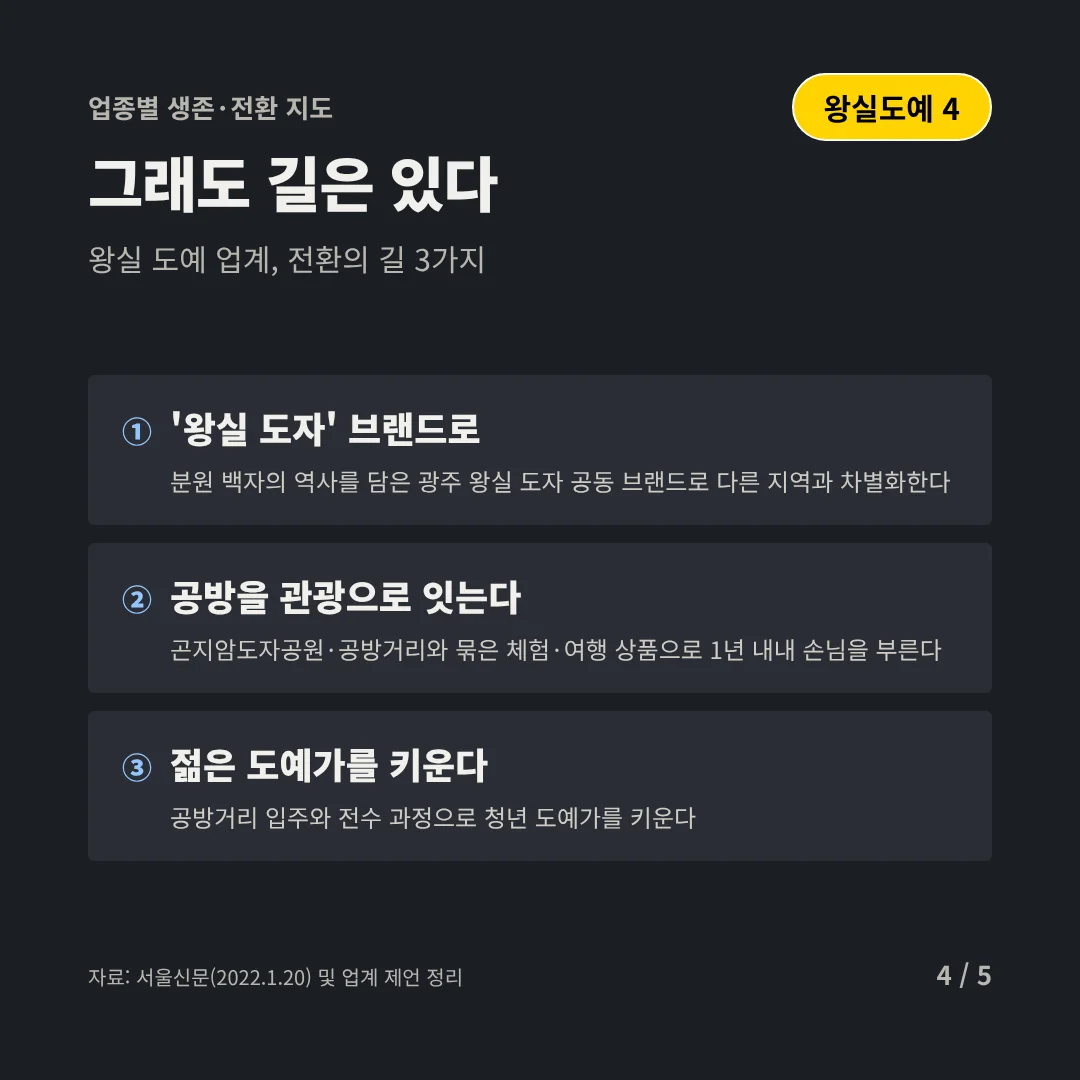 업종별 생존·전환 지도
왕실도예 4
그래도 길은 있다
왕실 도예 업계, 전환의 길 3가지
① '왕실 도자' 브랜드로
분원 백자의 역사를 담은 광주 왕실 도자 공동 브랜드로 다른 지역과 차별화한다
② 공방을 관광으로 잇는다
곤지암도자공원·공방거리와 묶은 체험·여행 상품으로 1년 내내 손님을 부른다
③ 젊은 도예가를 키운다
공방거리 입주와 전수 과정으로 청년 도예가를 키운다
자료: 서울신문(2022.1.20) 및 업계 제언 정리
4 / 5